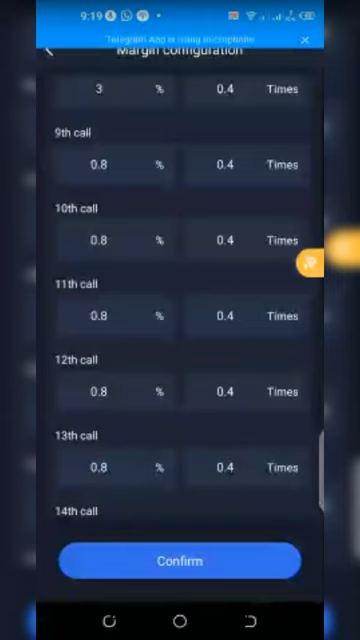 9:19
Telegram App is using microphone
Margin configuration
3 % 0.4 Times
9th call
0.8 % 0.4 Times
10th call
0.8 % 0.4 Times
11th call
0.8 % 0.4 Times
12th call
0.8 % 0.4 Times
13th call
0.8 % 0.4 Times
14th call
Confirm